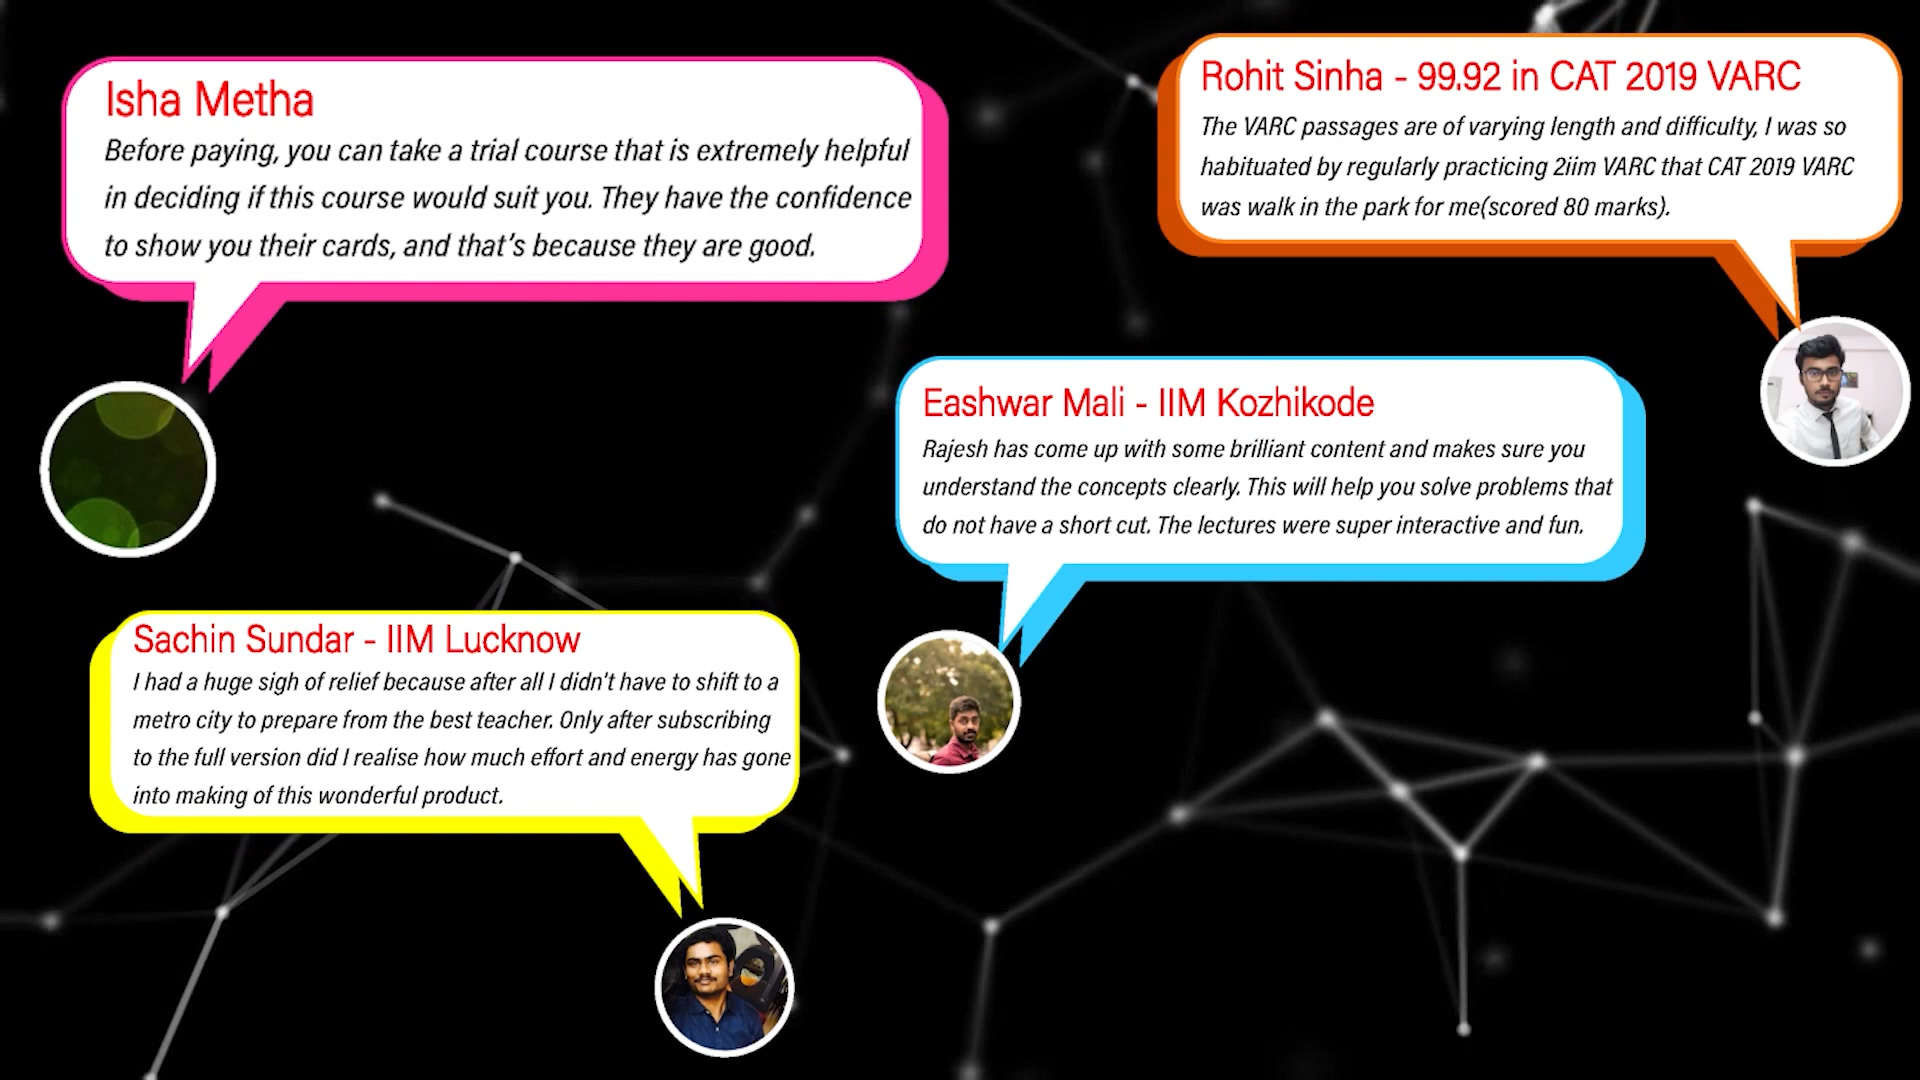 Isha Metha
Before paying, you can take a trial course that is extremely helpful
in deciding if this course would suit you. They have the confidence
to show you their cards, and that's because they are good.
Rohit Sinha - 99.92 in CAT 2019 VARC
The VARC passages are of varying length and difficulty, I was so
habituated by regularly practicing 2iim VARC that CAT 2019 VARC
was walk in the park for me(scored 80 marks).
Eashwar Mali - IIM Kozhikode
Rajesh has come up with some brilliant content and makes sure you
understand the concepts clearly. This will help you solve problems that
do not have a short cut. The lectures were super interactive and fun.
Sachin Sundar - IIM Lucknow
I had a huge sigh of relief because after all I didn't have to shift to a
metro city to prepare from the best teacher. Only after subscribing
to the full version did I realise how much effort and energy has gone
into making of this wonderful product.